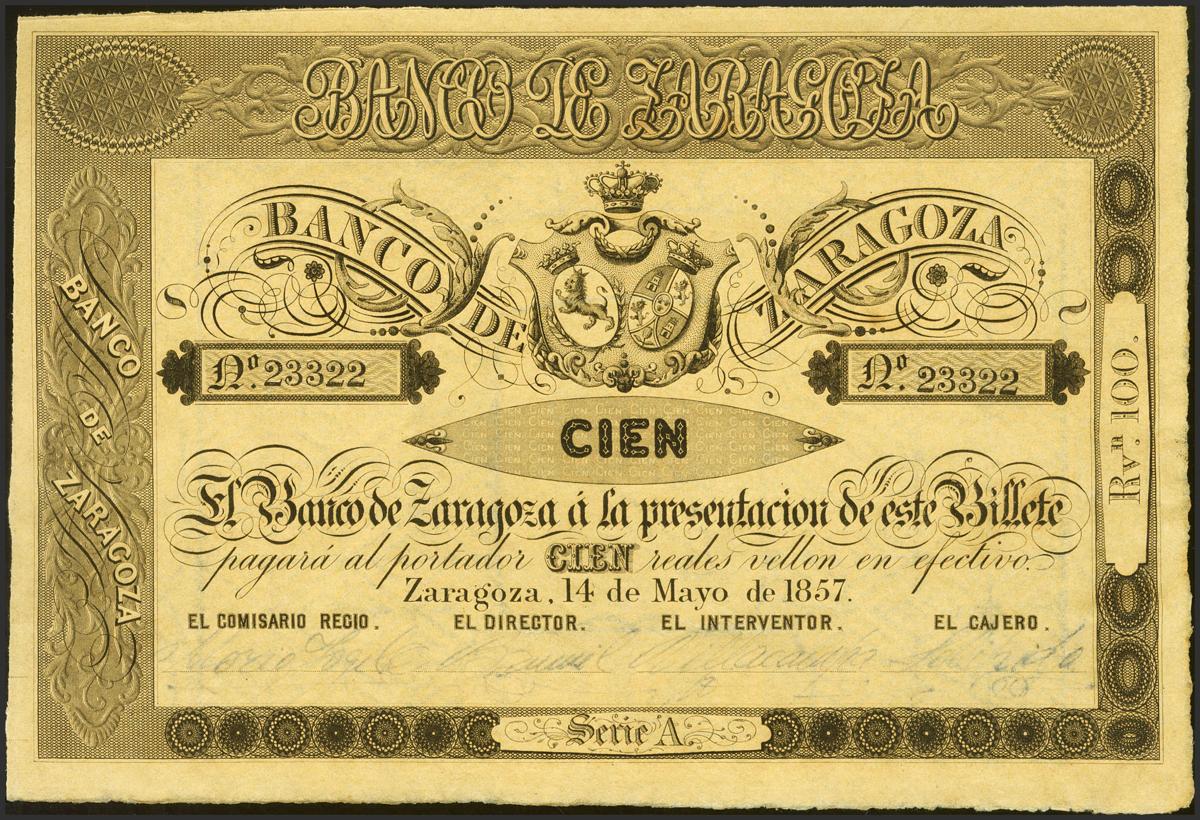 BANCO DE ZARAGOZA
BANCO DE ZARAGOZA
BANCO DE ZARAGOZA
Nº. 23322
Nº. 23322
CIEN
Rvⁿ. 100.
El Banco de Zaragoza á la presentacion de este Billete
pagará al portador CIEN reales vellon en efectivo.
Zaragoza, 14 de Mayo de 1857.
EL COMISARIO REGIO. EL DIRECTOR. EL INTERVENTOR. EL CAJERO.
Serie A.